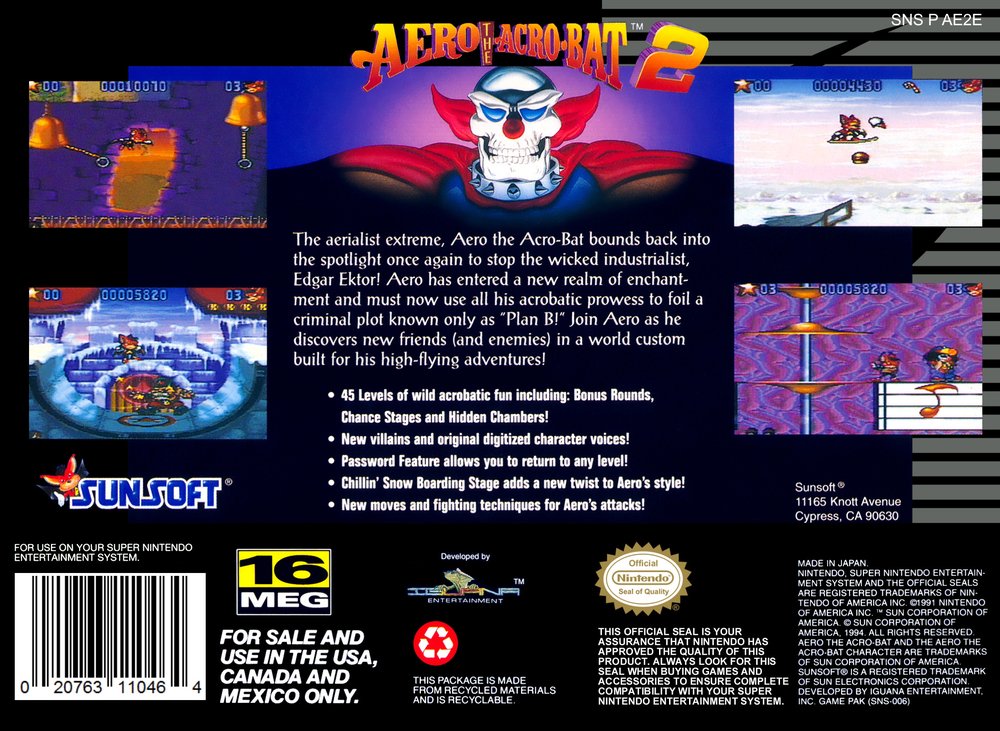 SNS P AE2E
AERO THE ACRO-BAT 2 ™
00 00010070 03
00 00004430 03
The aerialist extreme, Aero the Acro-Bat bounds back into
the spotlight once again to stop the wicked industrialist,
Edgar Ektor! Aero has entered a new realm of enchant-
ment and must now use all his acrobatic prowess to foil a
criminal plot known only as "Plan B!" Join Aero as he
discovers new friends (and enemies) in a world custom
built for his high-flying adventures!
00 00005820 03
03 00005820 03
• 45 Levels of wild acrobatic fun including: Bonus Rounds,
Chance Stages and Hidden Chambers!
• New villains and original digitized character voices!
• Password Feature allows you to return to any level!
• Chillin' Snow Boarding Stage adds a new twist to Aero's style!
• New moves and fighting techniques for Aero's attacks!
SUNSOFT®
Sunsoft®
11165 Knott Avenue
Cypress, CA 90630
FOR USE ON YOUR SUPER NINTENDO
ENTERTAINMENT SYSTEM.
0 20763 11046 4
16
MEG
FOR SALE AND
USE IN THE USA,
CANADA AND
MEXICO ONLY.
Developed by
IGUANA™
ENTERTAINMENT
THIS PACKAGE IS MADE
FROM RECYCLED MATERIALS
AND IS RECYCLABLE.
Official
Nintendo
Seal of Quality
®
THIS OFFICIAL SEAL IS YOUR
ASSURANCE THAT NINTENDO HAS
APPROVED THE QUALITY OF THIS
PRODUCT. ALWAYS LOOK FOR THIS
SEAL WHEN BUYING GAMES AND
ACCESSORIES TO ENSURE COMPLETE
COMPATIBILITY WITH YOUR SUPER
NINTENDO ENTERTAINMENT SYSTEM.
MADE IN JAPAN.
NINTENDO, SUPER NINTENDO ENTERTAIN-
MENT SYSTEM AND THE OFFICIAL SEALS
ARE REGISTERED TRADEMARKS OF NIN-
TENDO OF AMERICA INC. ©1991 NINTENDO
OF AMERICA INC. ™ SUN CORPORATION OF
AMERICA. © SUN CORPORATION OF
AMERICA, 1994. ALL RIGHTS RESERVED.
AERO THE ACRO-BAT AND THE AERO THE
ACRO-BAT CHARACTER ARE TRADEMARKS
OF SUN CORPORATION OF AMERICA.
SUNSOFT® IS A REGISTERED TRADEMARK
OF SUN ELECTRONICS CORPORATION.
DEVELOPED BY IGUANA ENTERTAINMENT,
INC. GAME PAK (SNS-006)